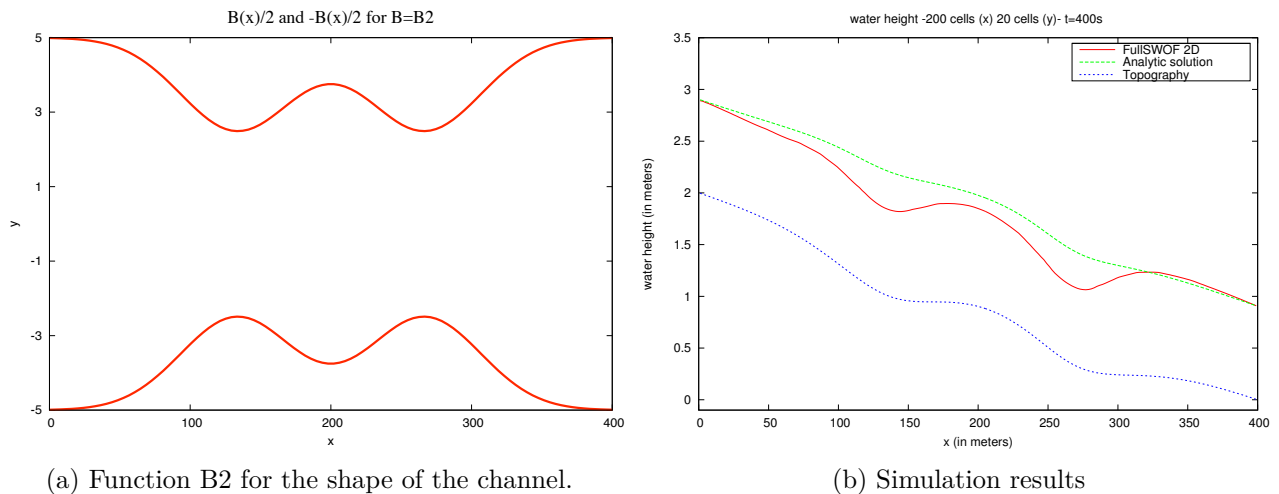 B(x)/2 and -B(x)/2 for B=B2
5
3
1
-1
-3
-5
y
0
100
200
300
400
x
(a) Function B2 for the shape of the channel.
water height -200 cells (x) 20 cells (y)- t=400s
FullSWOF 2D
Analytic solution
Topography
3.5
3
2.5
2
1.5
1
0.5
0
water height (in meters)
0
50
100
150
200
250
300
350
400
x (in meters)
(b) Simulation results